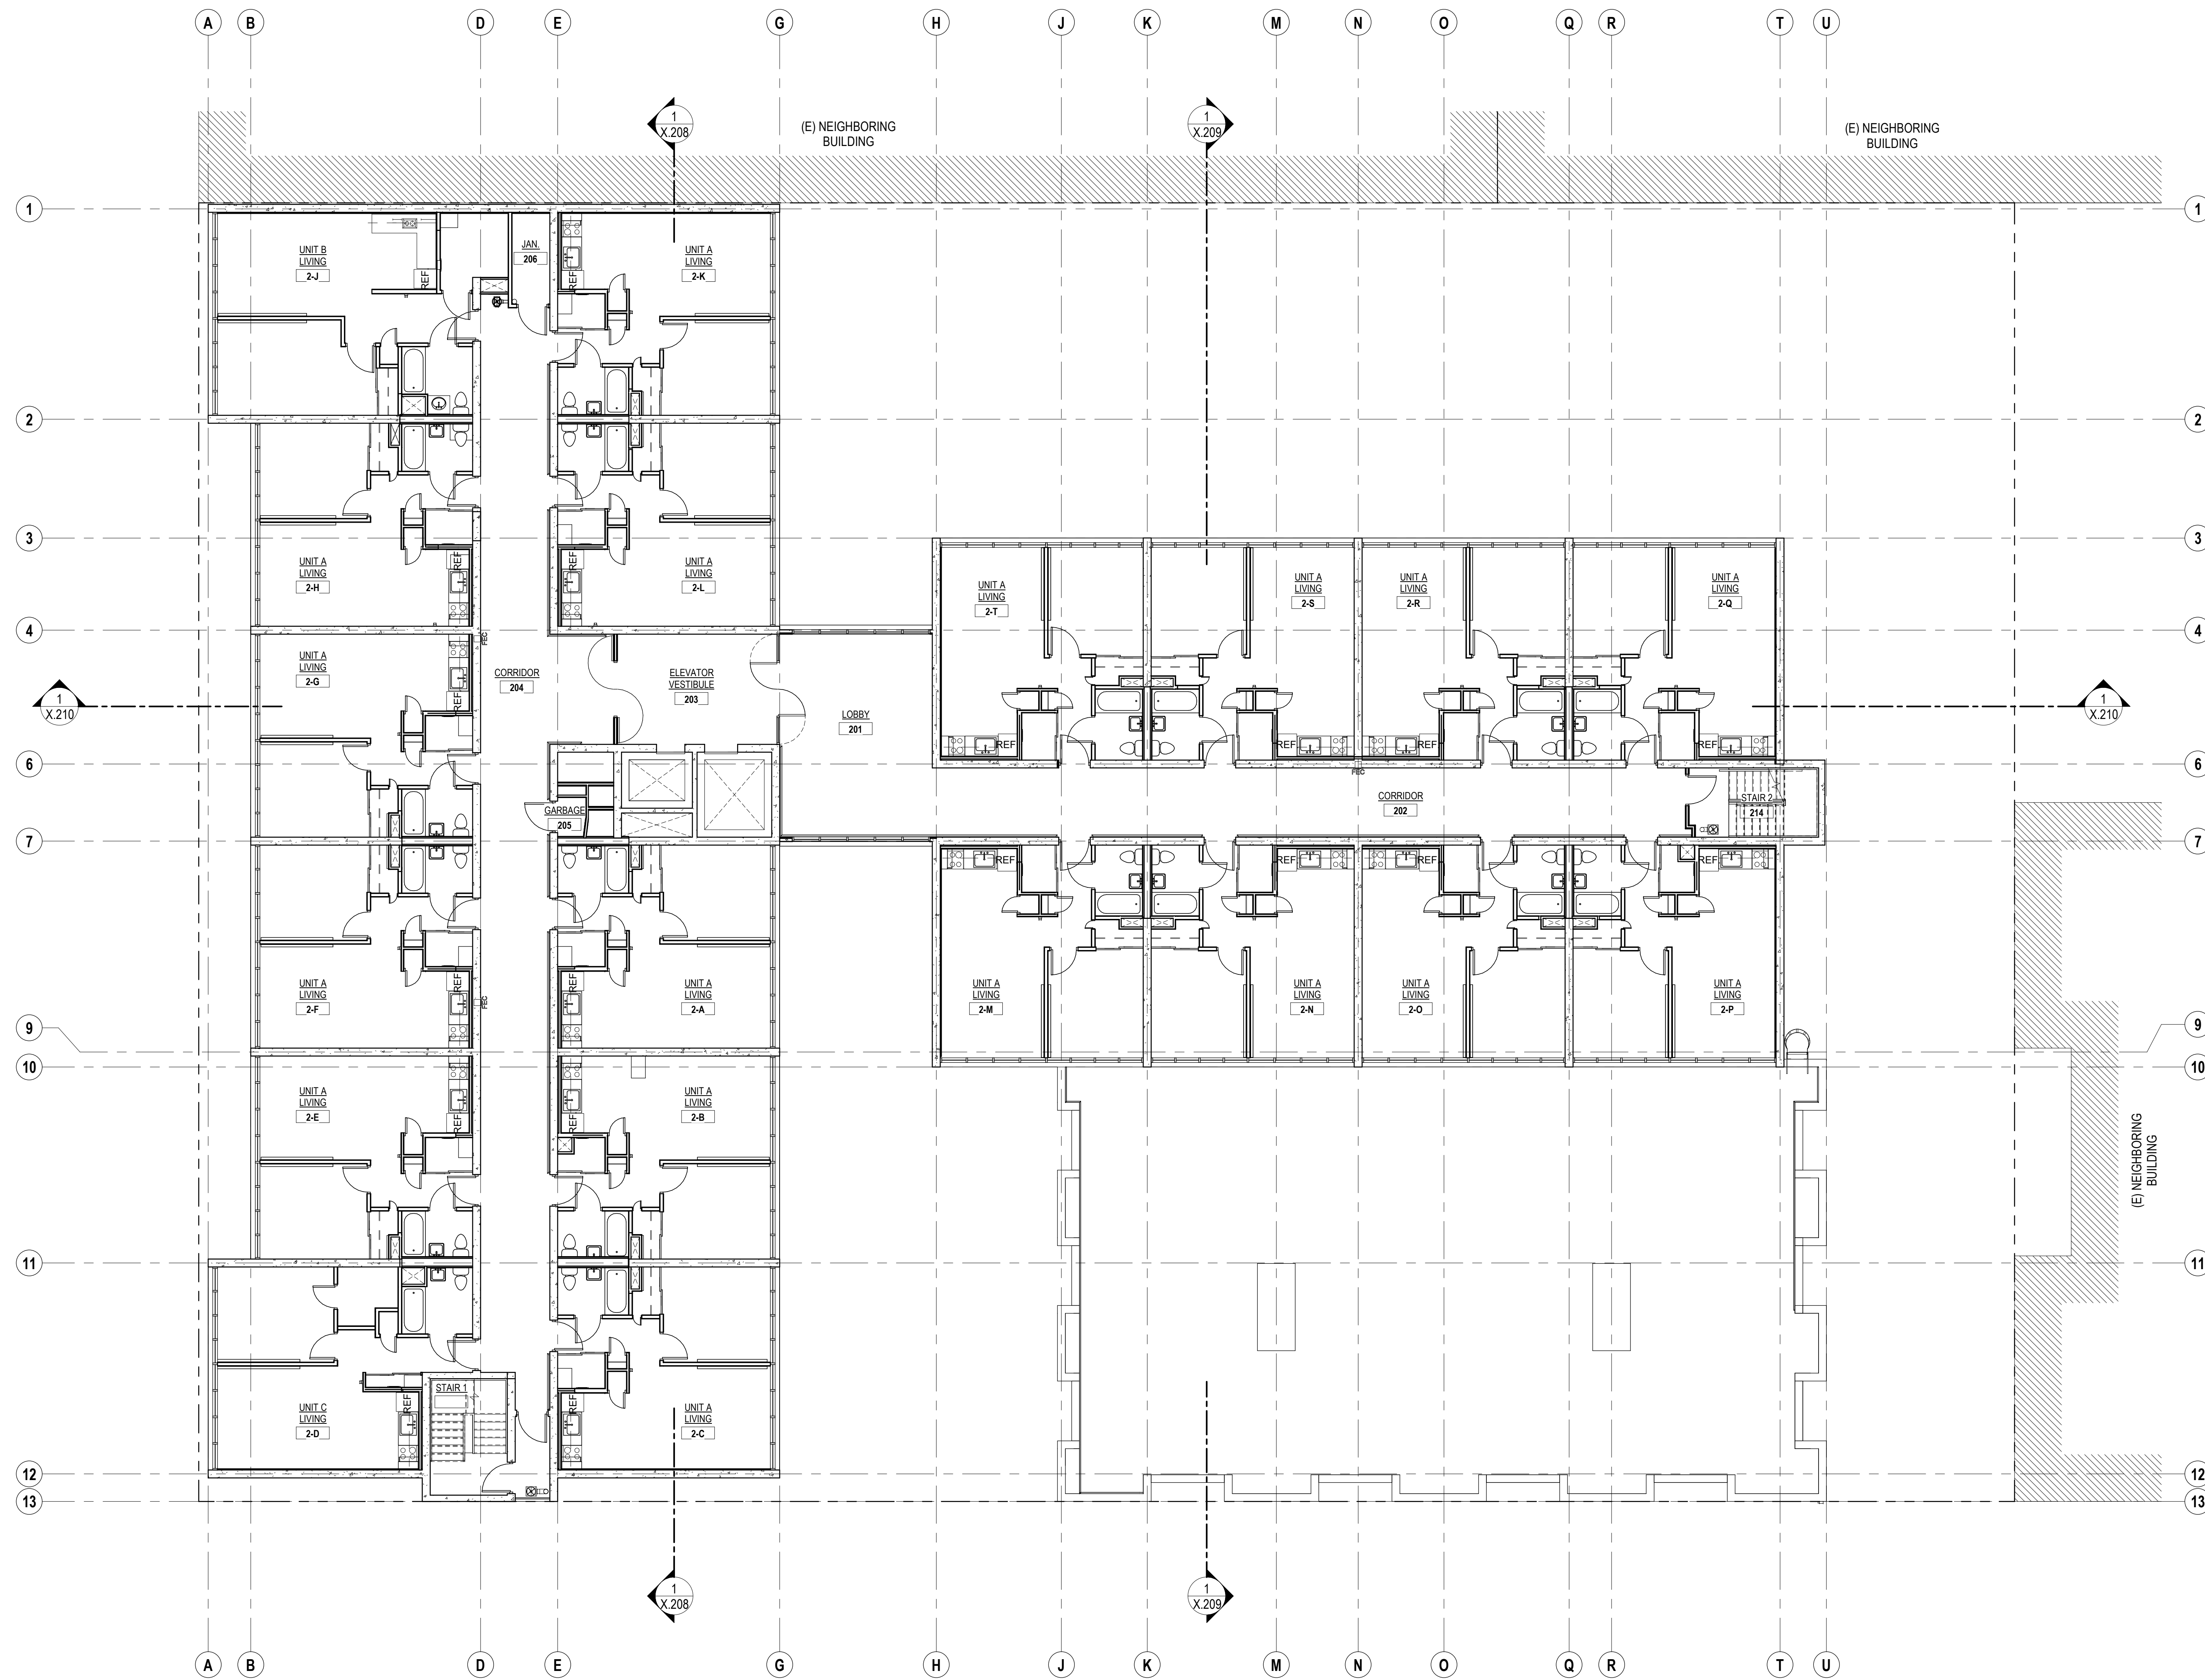 A B D E G H J K M N O Q R T U
1
X.208
(E) NEIGHBORING
BUILDING
1
X.209
(E) NEIGHBORING
BUILDING
1
1
UNIT B
LIVING
2-J
REF
JAN.
206
REF
UNIT A
LIVING
2-K
2
2
3
3
UNIT A
LIVING
2-H
REF
REF
UNIT A
LIVING
2-L
UNIT A
LIVING
2-T
UNIT A
LIVING
2-S
UNIT A
LIVING
2-R
UNIT A
LIVING
2-Q
4
4
FEC
UNIT A
LIVING
2-G
REF
CORRIDOR
204
ELEVATOR
VESTIBULE
203
LOBBY
201
1
X.210
1
X.210
REF
REF
REF
REF
6
6
FEC
GARBAGE
205
CORRIDOR
202
STAIR 2
214
7
7
REF
REF
REF
REF
UNIT A
LIVING
2-F
REF
FEC
REF
UNIT A
LIVING
2-A
UNIT A
LIVING
2-M
UNIT A
LIVING
2-N
UNIT A
LIVING
2-O
UNIT A
LIVING
2-P
9
9
10
10
UNIT A
LIVING
2-E
REF
REF
UNIT A
LIVING
2-B
(E) NEIGHBORING
BUILDING
11
11
UNIT C
LIVING
2-D
REF
STAIR 1
REF
UNIT A
LIVING
2-C
12
12
13
13
1
X.208
1
X.209
A B D E G H J K M N O Q R T U